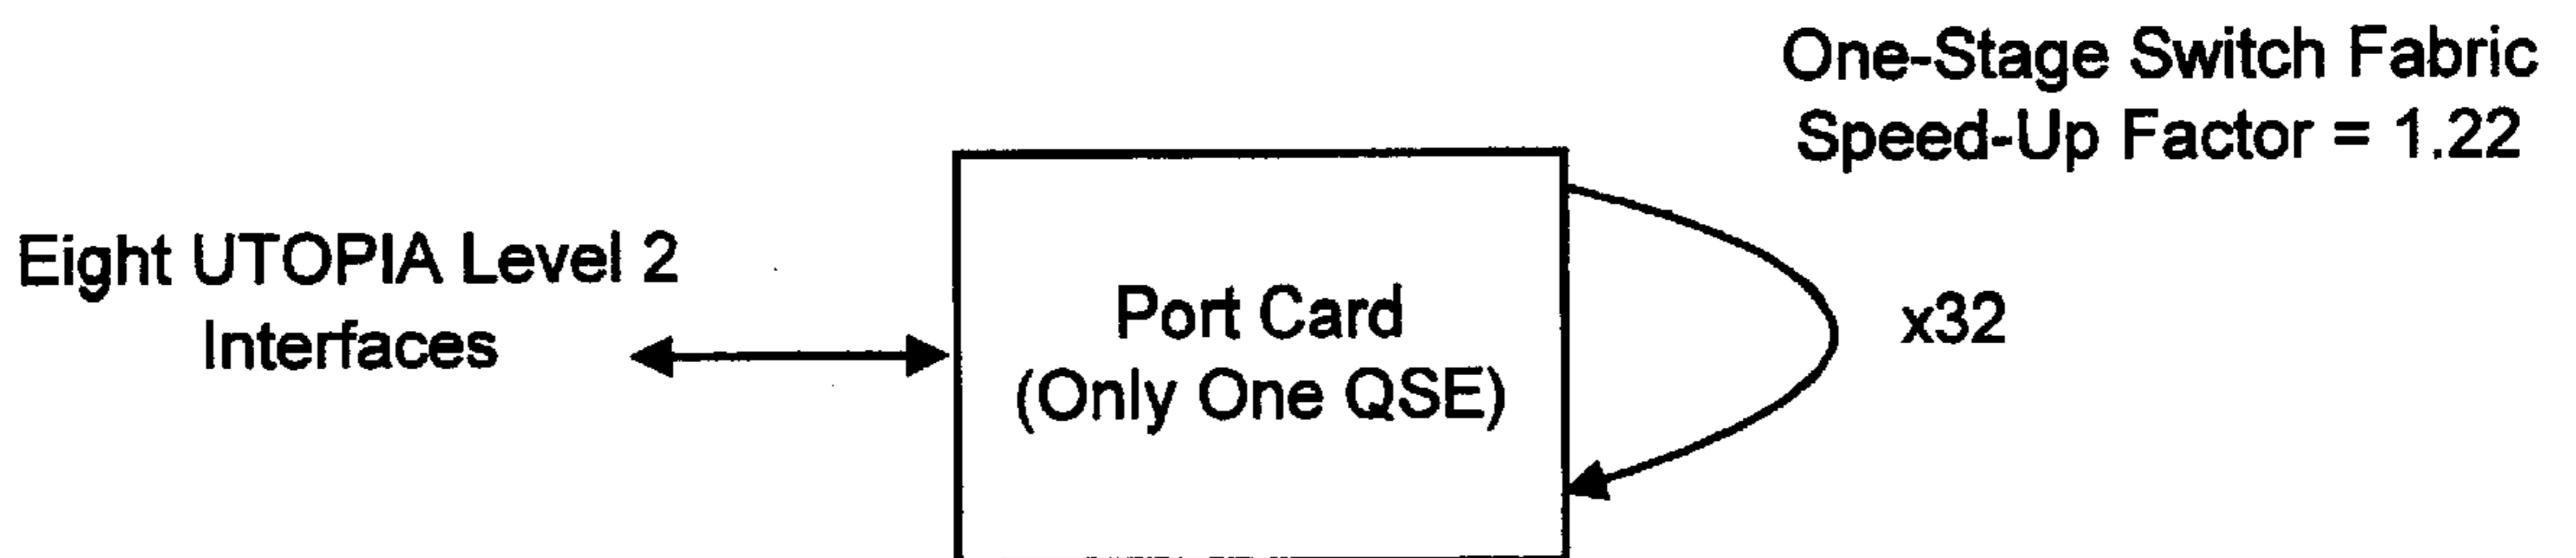 One-Stage Switch Fabric
Speed-Up Factor = 1.22
Eight UTOPIA Level 2
Interfaces
Port Card
(Only One QSE)
x32